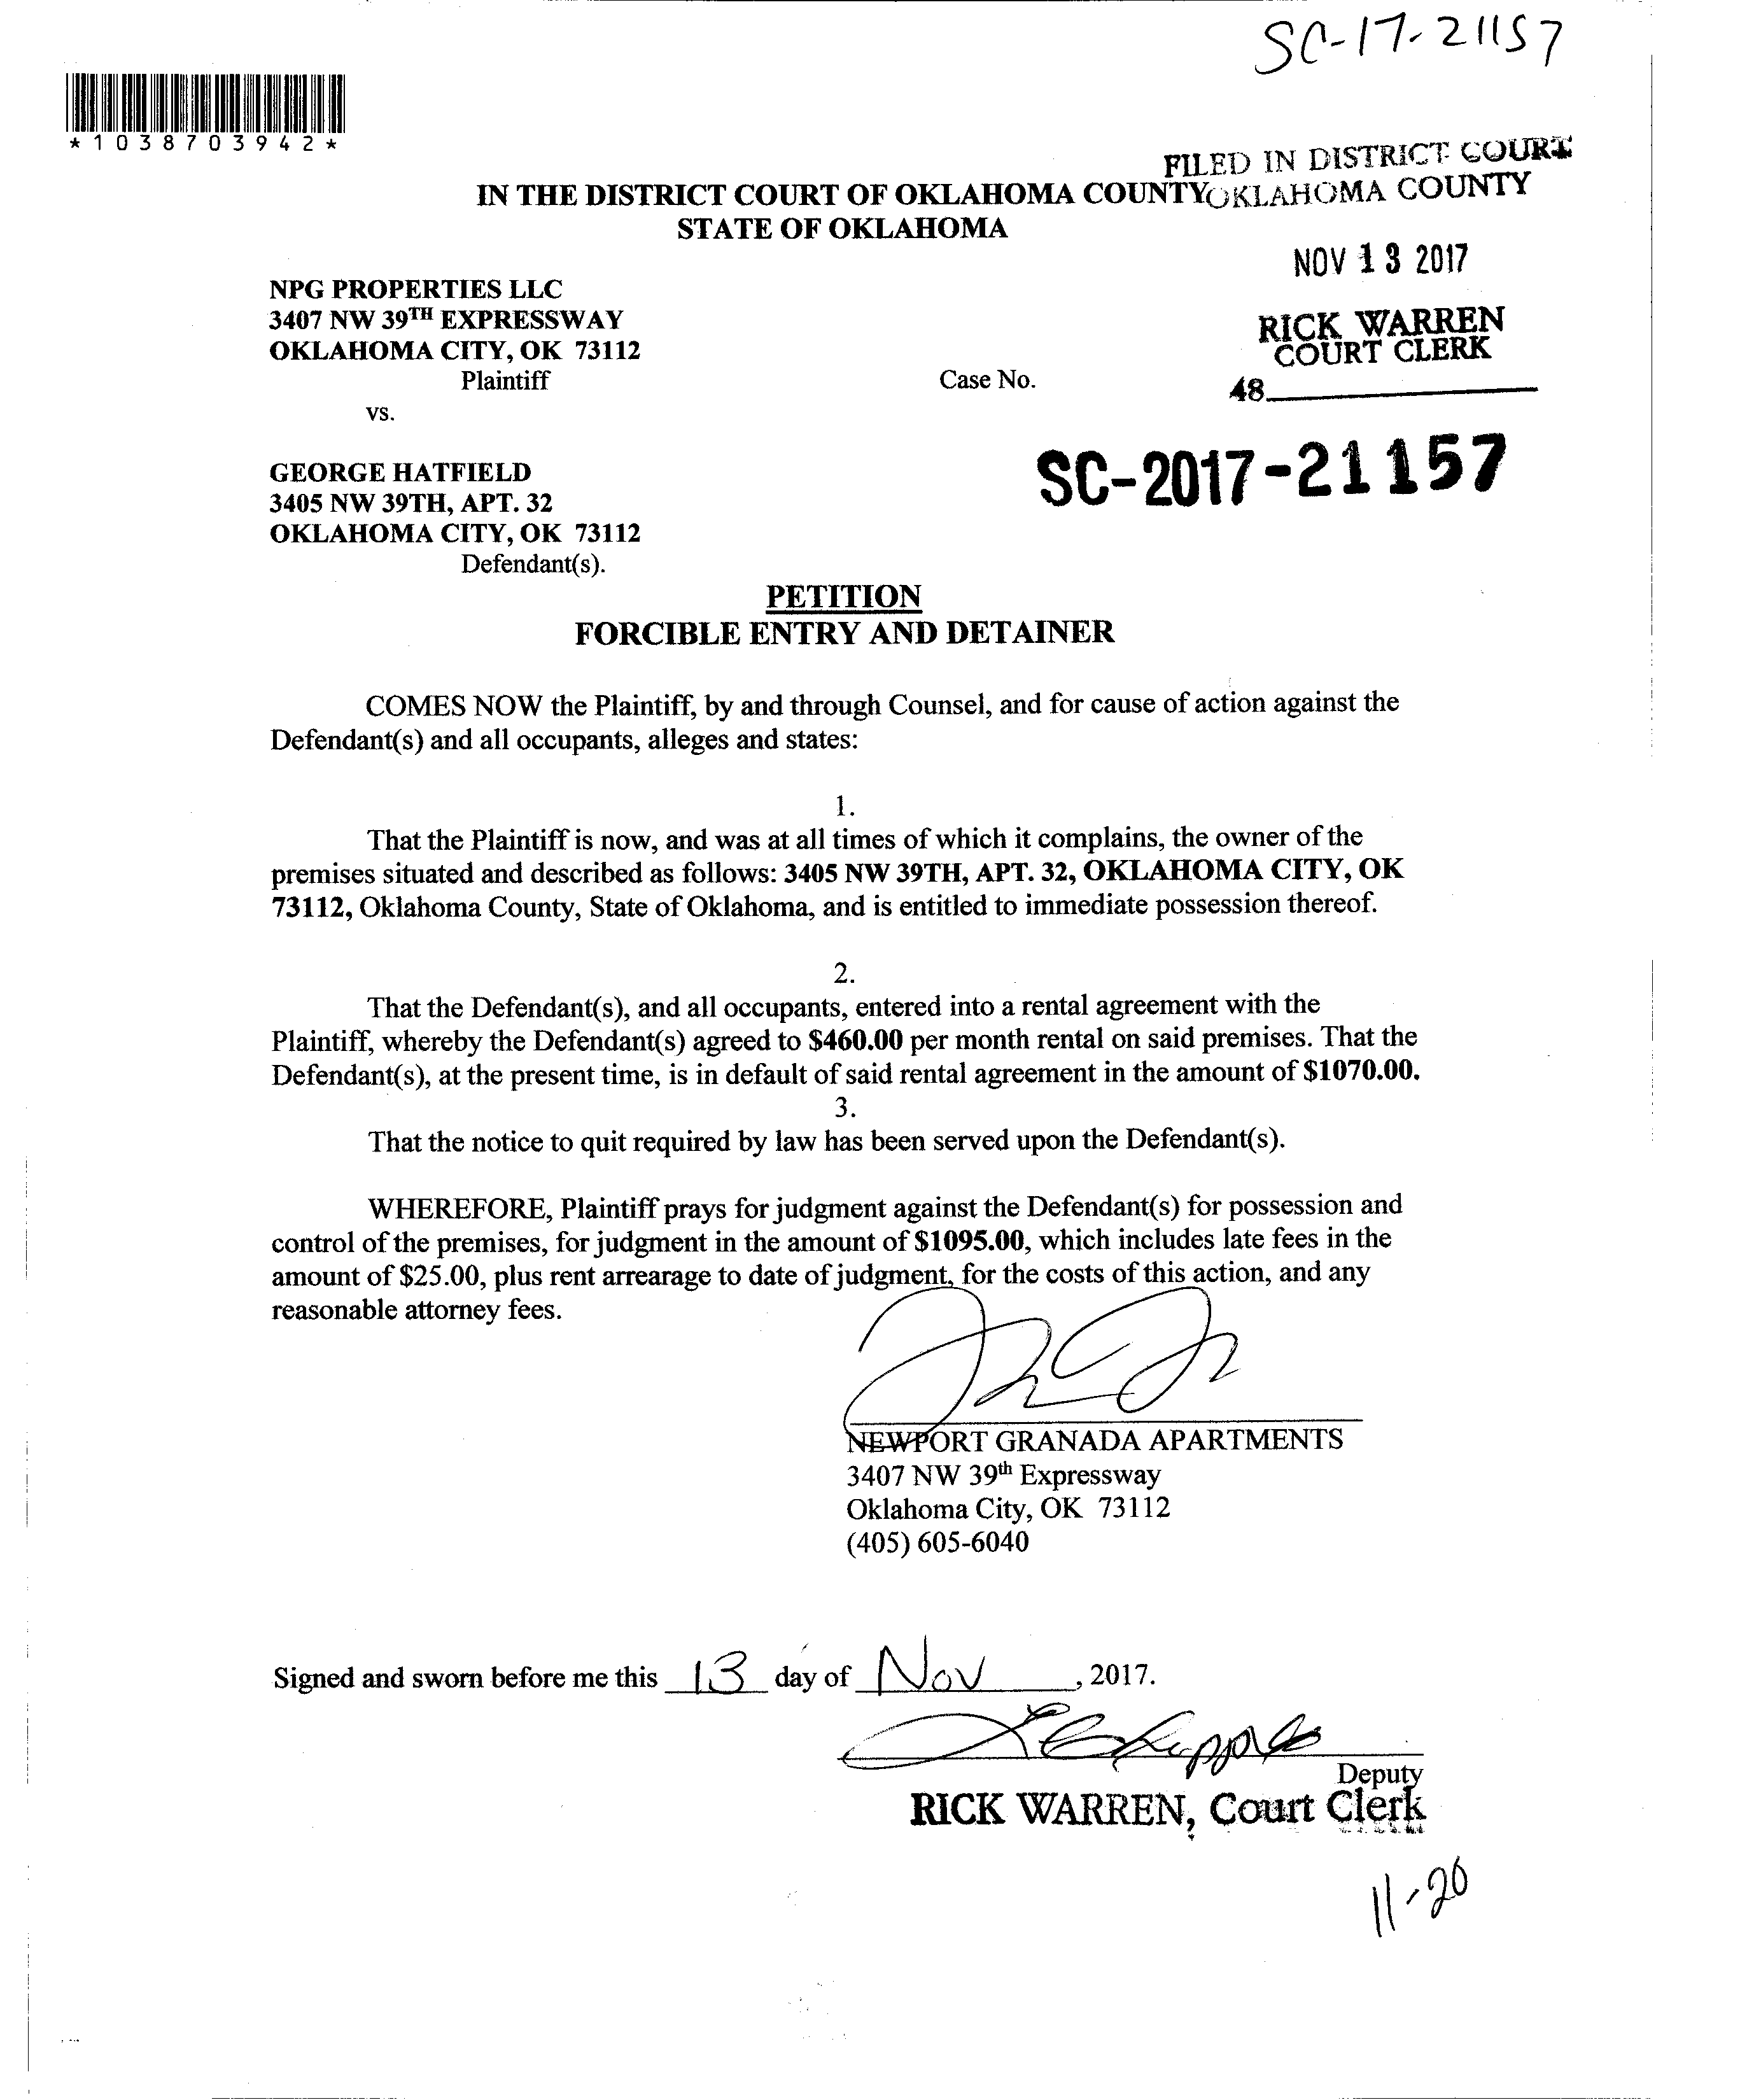 SC-17-21157
*1038703942*
FILED IN DISTRICT COURT
OKLAHOMA COUNTY
IN THE DISTRICT COURT OF OKLAHOMA COUNTY
STATE OF OKLAHOMA
NOV 13 2017
RICK WARREN
COURT CLERK
48
NPG PROPERTIES LLC
3407 NW 39TH EXPRESSWAY
OKLAHOMA CITY, OK 73112
Plaintiff
Case No.
vs.
SC-2017-21157
GEORGE HATFIELD
3405 NW 39TH, APT. 32
OKLAHOMA CITY, OK 73112
Defendant(s).
PETITION
FORCIBLE ENTRY AND DETAINER
COMES NOW the Plaintiff, by and through Counsel, and for cause of action against the
Defendant(s) and all occupants, alleges and states:
1.
That the Plaintiff is now, and was at all times of which it complains, the owner of the
premises situated and described as follows: 3405 NW 39TH, APT. 32, OKLAHOMA CITY, OK
73112, Oklahoma County, State of Oklahoma, and is entitled to immediate possession thereof.
2.
That the Defendant(s), and all occupants, entered into a rental agreement with the
Plaintiff, whereby the Defendant(s) agreed to $460.00 per month rental on said premises. That the
Defendant(s), at the present time, is in default of said rental agreement in the amount of $1070.00.
3.
That the notice to quit required by law has been served upon the Defendant(s).
WHEREFORE, Plaintiff prays for judgment against the Defendant(s) for possession and
control of the premises, for judgment in the amount of $1095.00, which includes late fees in the
amount of $25.00, plus rent arrearage to date of judgment, for the costs of this action, and any
reasonable attorney fees.
NEWPORT GRANADA APARTMENTS
3407 NW 39th Expressway
Oklahoma City, OK 73112
(405) 605-6040
Signed and sworn before me this 13 day of Nov, 2017.
Deputy
RICK WARREN, Court Clerk
11-20